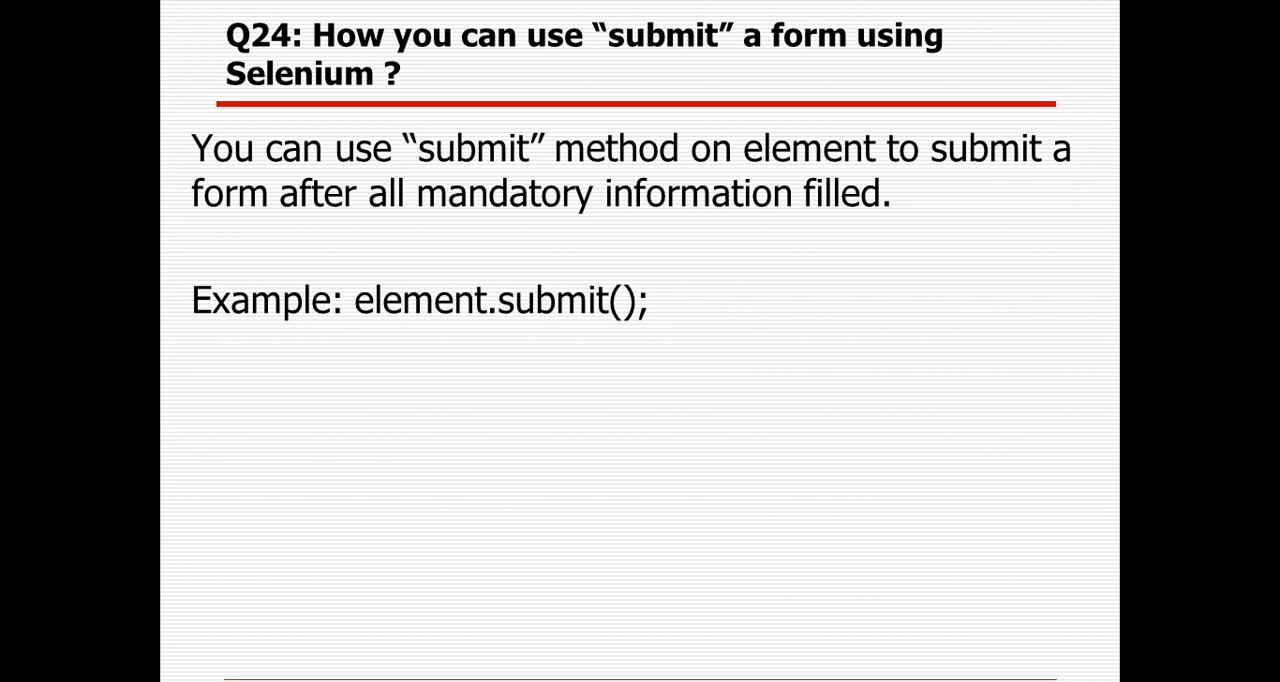 Q24: How you can use “submit” a form using
Selenium ?
You can use “submit” method on element to submit a
form after all mandatory information filled.
Example: element.submit();